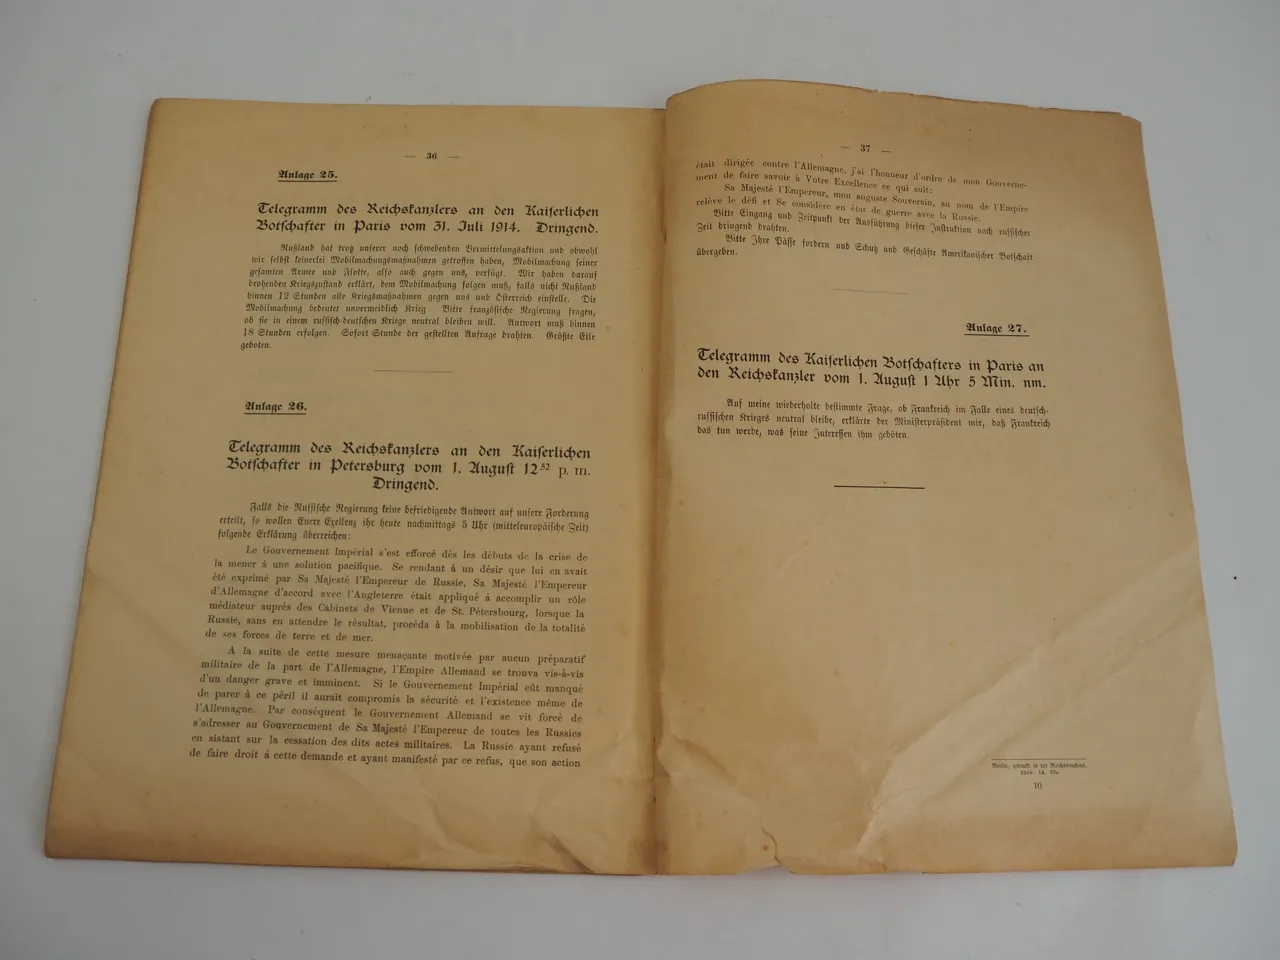 — 36 —
Anlage 25.
Telegramm des Reichskanzlers an den Kaiserlichen
Botschafter in Paris vom 31. Juli 1914. Dringend.
Rußland hat trotz unserer noch schwebenden Vermittelungsaktion und obwohl
wir selbst keinerlei Mobilmachungsmaßnahmen getroffen haben, Mobilmachung seiner
gesamten Armee und Flotte, also auch gegen uns, verfügt. Wir haben darauf
drohenden Kriegszustand erklärt, dem Mobilmachung folgen muß, falls nicht Rußland
binnen 12 Stunden alle Kriegsmaßnahmen gegen uns und Österreich einstelle. Die
Mobilmachung bedeutet unvermeidlich Krieg Bitte französische Regierung fragen,
ob sie in einem russisch-deutschen Kriege neutral bleiben will. Antwort muß binnen
18 Stunden erfolgen. Sofort Stunde der gestellten Anfrage drahten. Größte Eile
geboten.
Anlage 26.
Telegramm des Reichskanzlers an den Kaiserlichen
Botschafter in Petersburg vom 1. August 12⁵² p. m.
Dringend.
Falls die Russische Regierung keine befriedigende Antwort auf unsere Forderung
erteilt, so wollen Euere Exellenz ihr heute nachmittags 5 Uhr (mitteleuropäische Zeit)
folgende Erklärung überreichen:
Le Gouvernement Impérial s'est efforcé dès les débuts de la crise de
la mener à une solution pacifique. Se rendant à un désir que lui en avait
été exprimé par Sa Majesté l'Empereur de Russie, Sa Majesté l'Empereur
d'Allemagne d'accord avec l'Angleterre était appliqué à accomplir un rôle
médiateur auprès des Cabinets de Vienne et de St. Pétersbourg, lorsque la
Russie, sans en attendre le résultat, procéda à la mobilisation de la totalité
de ses forces de terre et de mer.
A la suite de cette mesure menaçante motivée par aucun préparatif
militaire de la part de l'Allemagne, l'Empire Allemand se trouva vis-à-vis
d'un danger grave et imminent. Si le Gouvernement Impérial eût manqué
de parer à ce péril il aurait compromis la sécurité et l'existence même de
l'Allemagne. Par conséquent le Gouvernement Allemand se vit forcé de
s'adresser au Gouvernement de Sa Majesté l'Empereur de toutes les Russies
en sistant sur la cessation des dits actes militaires. La Russie ayant refusé
de faire droit à cette demande et ayant manifesté par ce refus, que son action
— 37 —
était dirigée contre l'Allemagne, j'ai l'honneur d'ordre de mon Gouverne-
ment de faire savoir à Votre Excellence ce qui suit:
Sa Majesté l'Empereur, mon auguste Souverain, au nom de l'Empire
relève le défi et Se considère en état de guerre avec la Russie.
Bitte Eingang und Zeitpunkt der Ausführung dieser Instruktion nach russischer
Zeit dringend drahten.
Bitte Ihre Pässe fordern und Schutz und Geschäfte Amerikanischer Botschaft
übergeben.
Anlage 27.
Telegramm des Kaiserlichen Botschafters in Paris an
den Reichskanzler vom 1. August 1 Uhr 5 Min. nm.
Auf meine wiederholte bestimmte Frage, ob Frankreich im Falle eines deutsch-
russischen Krieges neutral bleibe, erklärte der Ministerpräsident mir, daß Frankreich
das tun werde, was seine Interessen ihm geböten.
Berlin, gedruckt in der Reichsdruckerei.
10